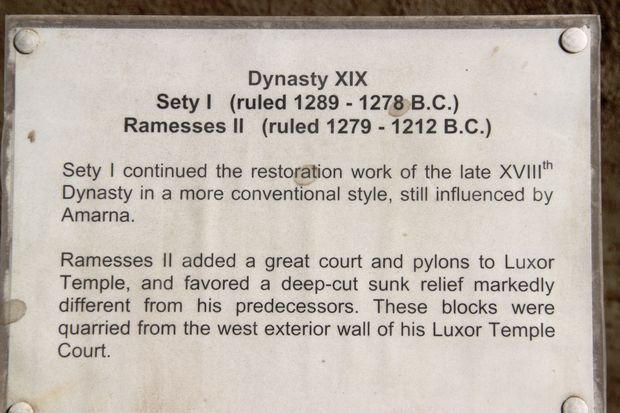 Dynasty XIX
Sety I (ruled 1289 - 1278 B.C.)
Ramesses II (ruled 1279 - 1212 B.C.)
Sety I continued the restoration work of the late XVIIIth
Dynasty in a more conventional style, still influenced by
Amarna.
Ramesses II added a great court and pylons to Luxor
Temple, and favored a deep-cut sunk relief markedly
different from his predecessors. These blocks were
quarried from the west exterior wall of his Luxor Temple
Court.